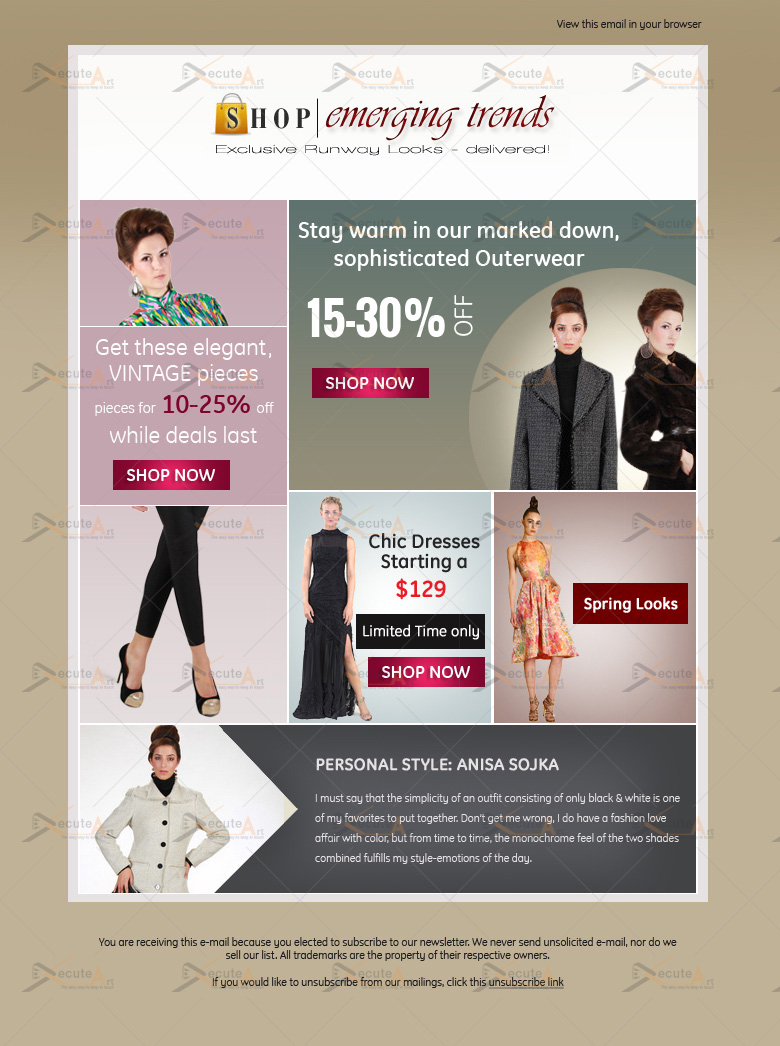 View this email in your browser
SHOP emerging trends
Exclusive Runway Looks - delivered!
Get these elegant,
VINTAGE pieces
pieces for 10-25% off
while deals last
SHOP NOW
Stay warm in our marked down,
sophisticated Outerwear
15-30% OFF
SHOP NOW
Chic Dresses
Starting a
$129
Limited Time only
SHOP NOW
Spring Looks
PERSONAL STYLE: ANISA SOJKA
I must say that the simplicity of an outfit consisting of only black & white is one
of my favorites to put together. Don't get me wrong, I do have a fashion love
affair with color, but from time to time, the monochrome feel of the two shades
combined fulfills my style-emotions of the day.
You are receiving this e-mail because you elected to subscribe to our newsletter. We never send unsolicited e-mail, nor do we
sell our list. All trademarks are the property of their respective owners.
If you would like to unsubscribe from our mailings, click this unsubscribe link